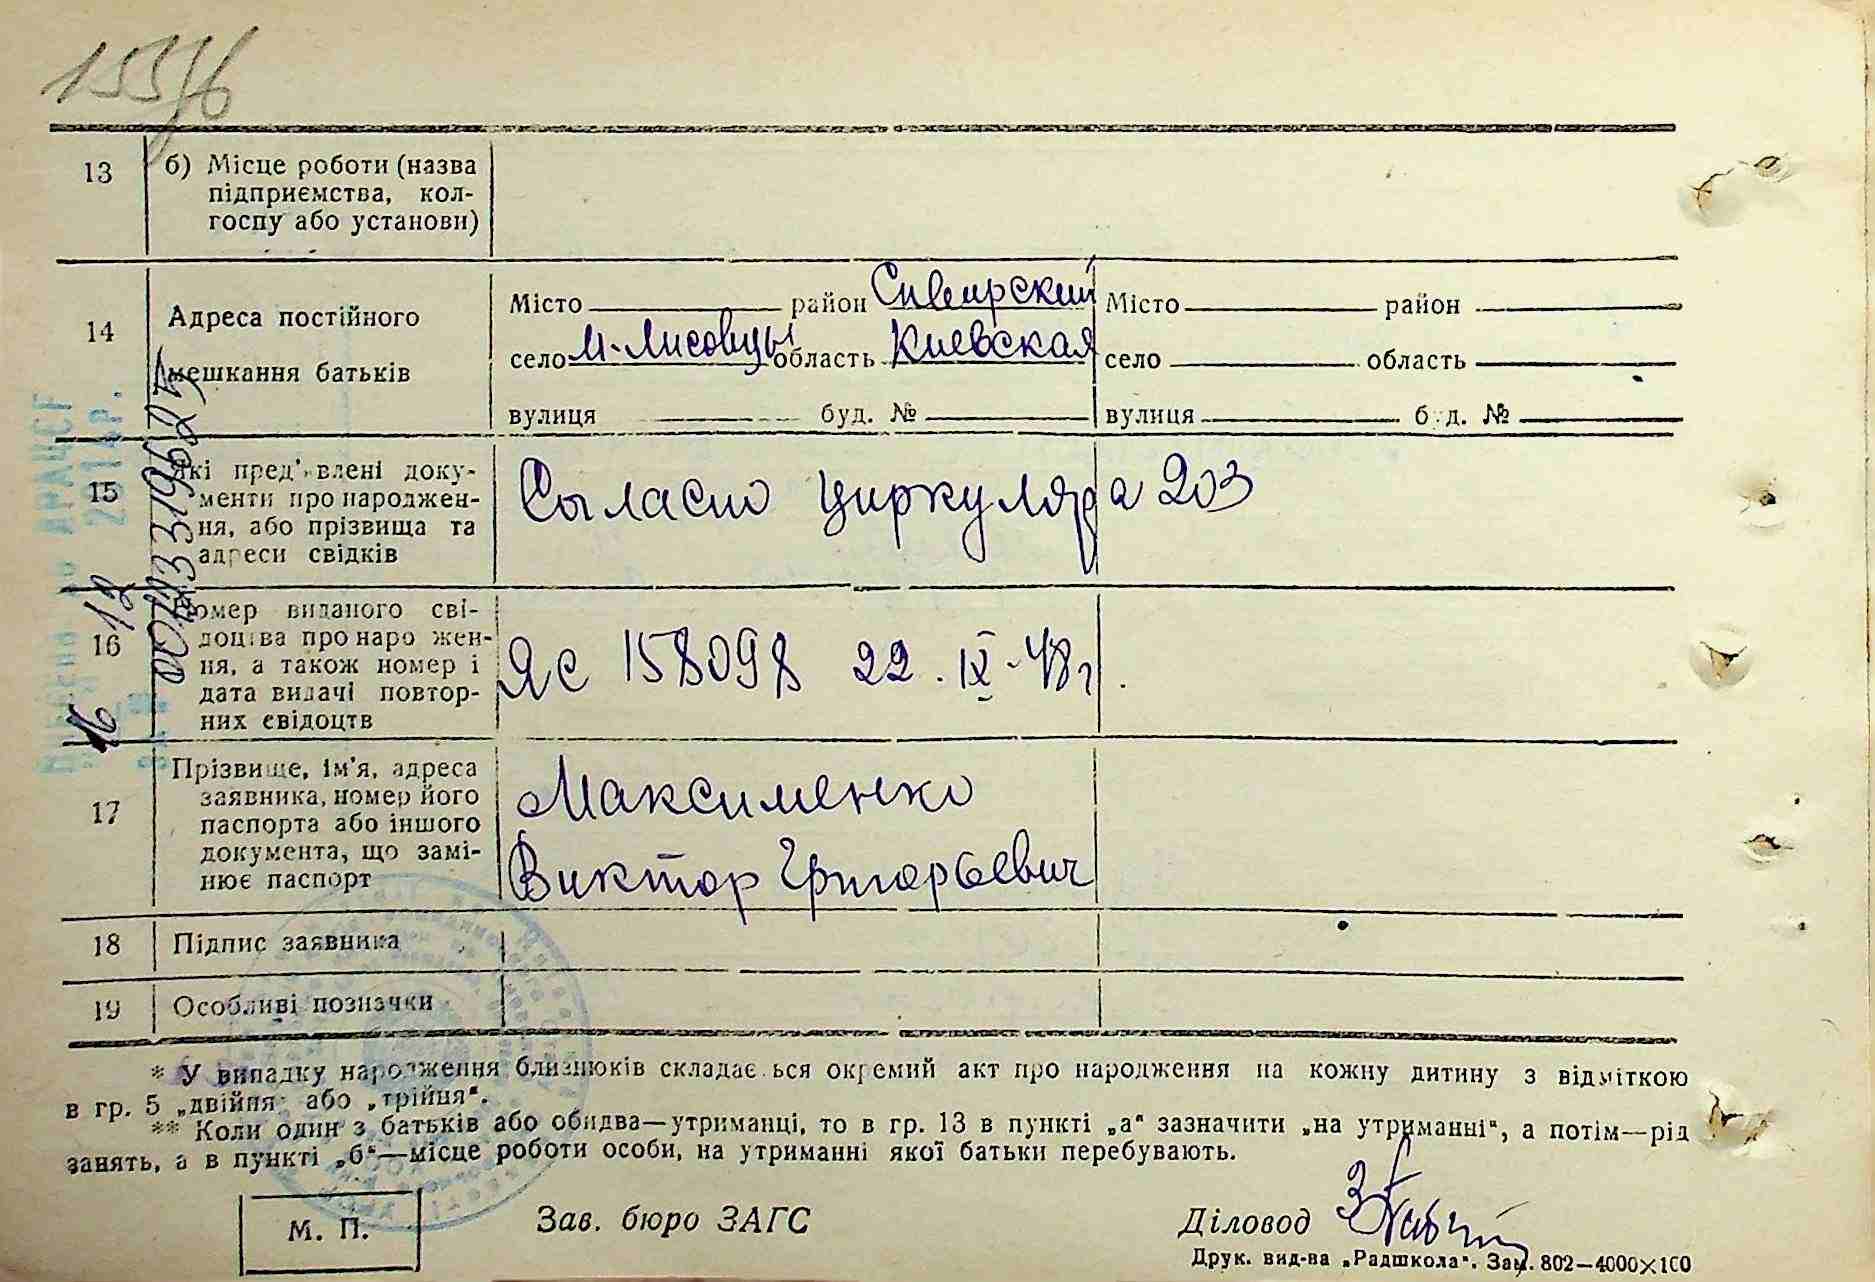 13
б) Місце роботи (назва
підприємства, кол-
госпу або установи)
14
Адреса постійного
мешкання батьків
Місто район Сквирский
село М-Лисовцы область Киевская
вулиця буд. №
Місто район
село область
вулиця буд. №
15
Які пред'явлені доку-
менти про народжен-
ня, або прізвища та
адреси свідків
Согласно циркуляра 203
16
Номер виданого сві-
доцтва про народжен-
ня, а також номер і
дата видачі повтор-
них свідоцтв
ЯС 158098 22. IX-48г.
17
Прізвище, ім'я, адреса
заявника, номер його
паспорта або іншого
документа, що замі-
нює паспорт
Максименко
Виктор Григорьевич
18 Підпис заявника
19 Особливі позначки
* У випадку народження близнюків складається окремий акт про народження на кожну дитину з відміткою
в гр. 5 „двійня“ або „трійня“.
** Коли один з батьків або обидва—утриманці, то в гр. 13 в пункті „а“ зазначити „на утриманні“, а потім—рід
занять, а в пункті „б“—місце роботи особи, на утриманні якої батьки перебувають.
М. П.
Зав. бюро ЗАГС
Діловод
Друк. вид-ва „Радшкола“. Зам. 802—4000×100